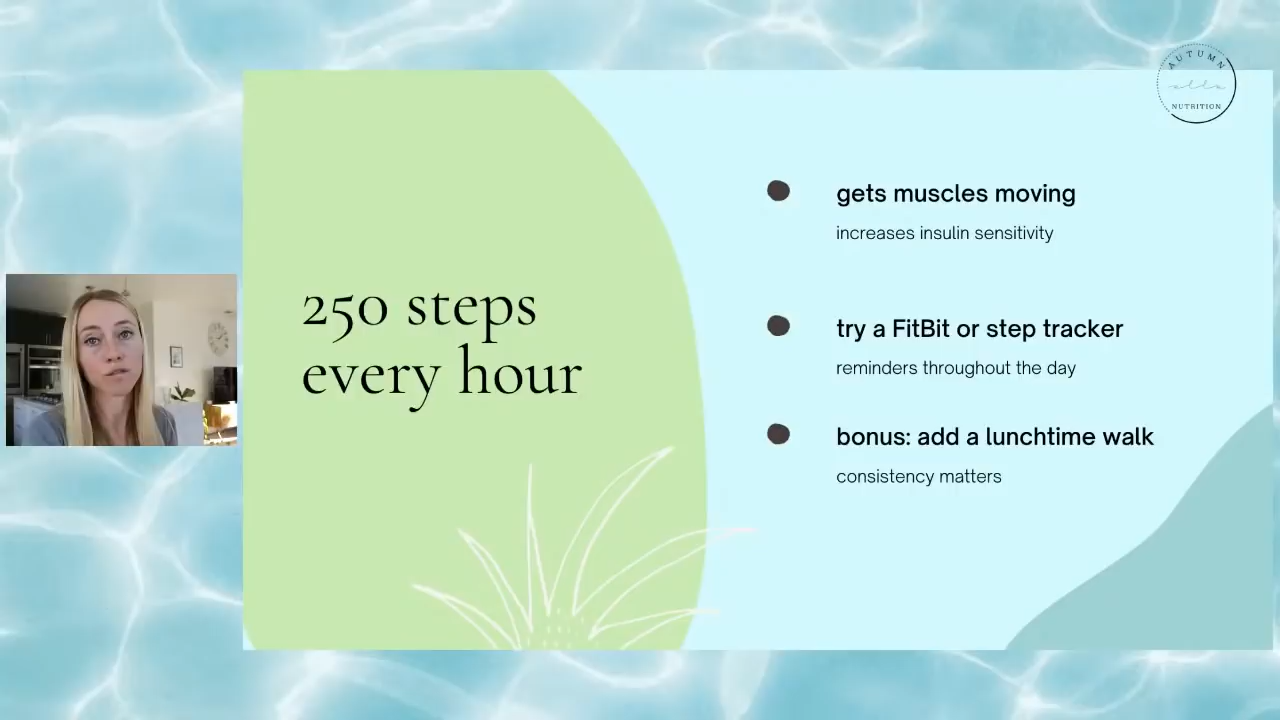 AUTUMN
elle
NUTRITION
250 steps
every hour
gets muscles moving
increases insulin sensitivity
try a FitBit or step tracker
reminders throughout the day
bonus: add a lunchtime walk
consistency matters